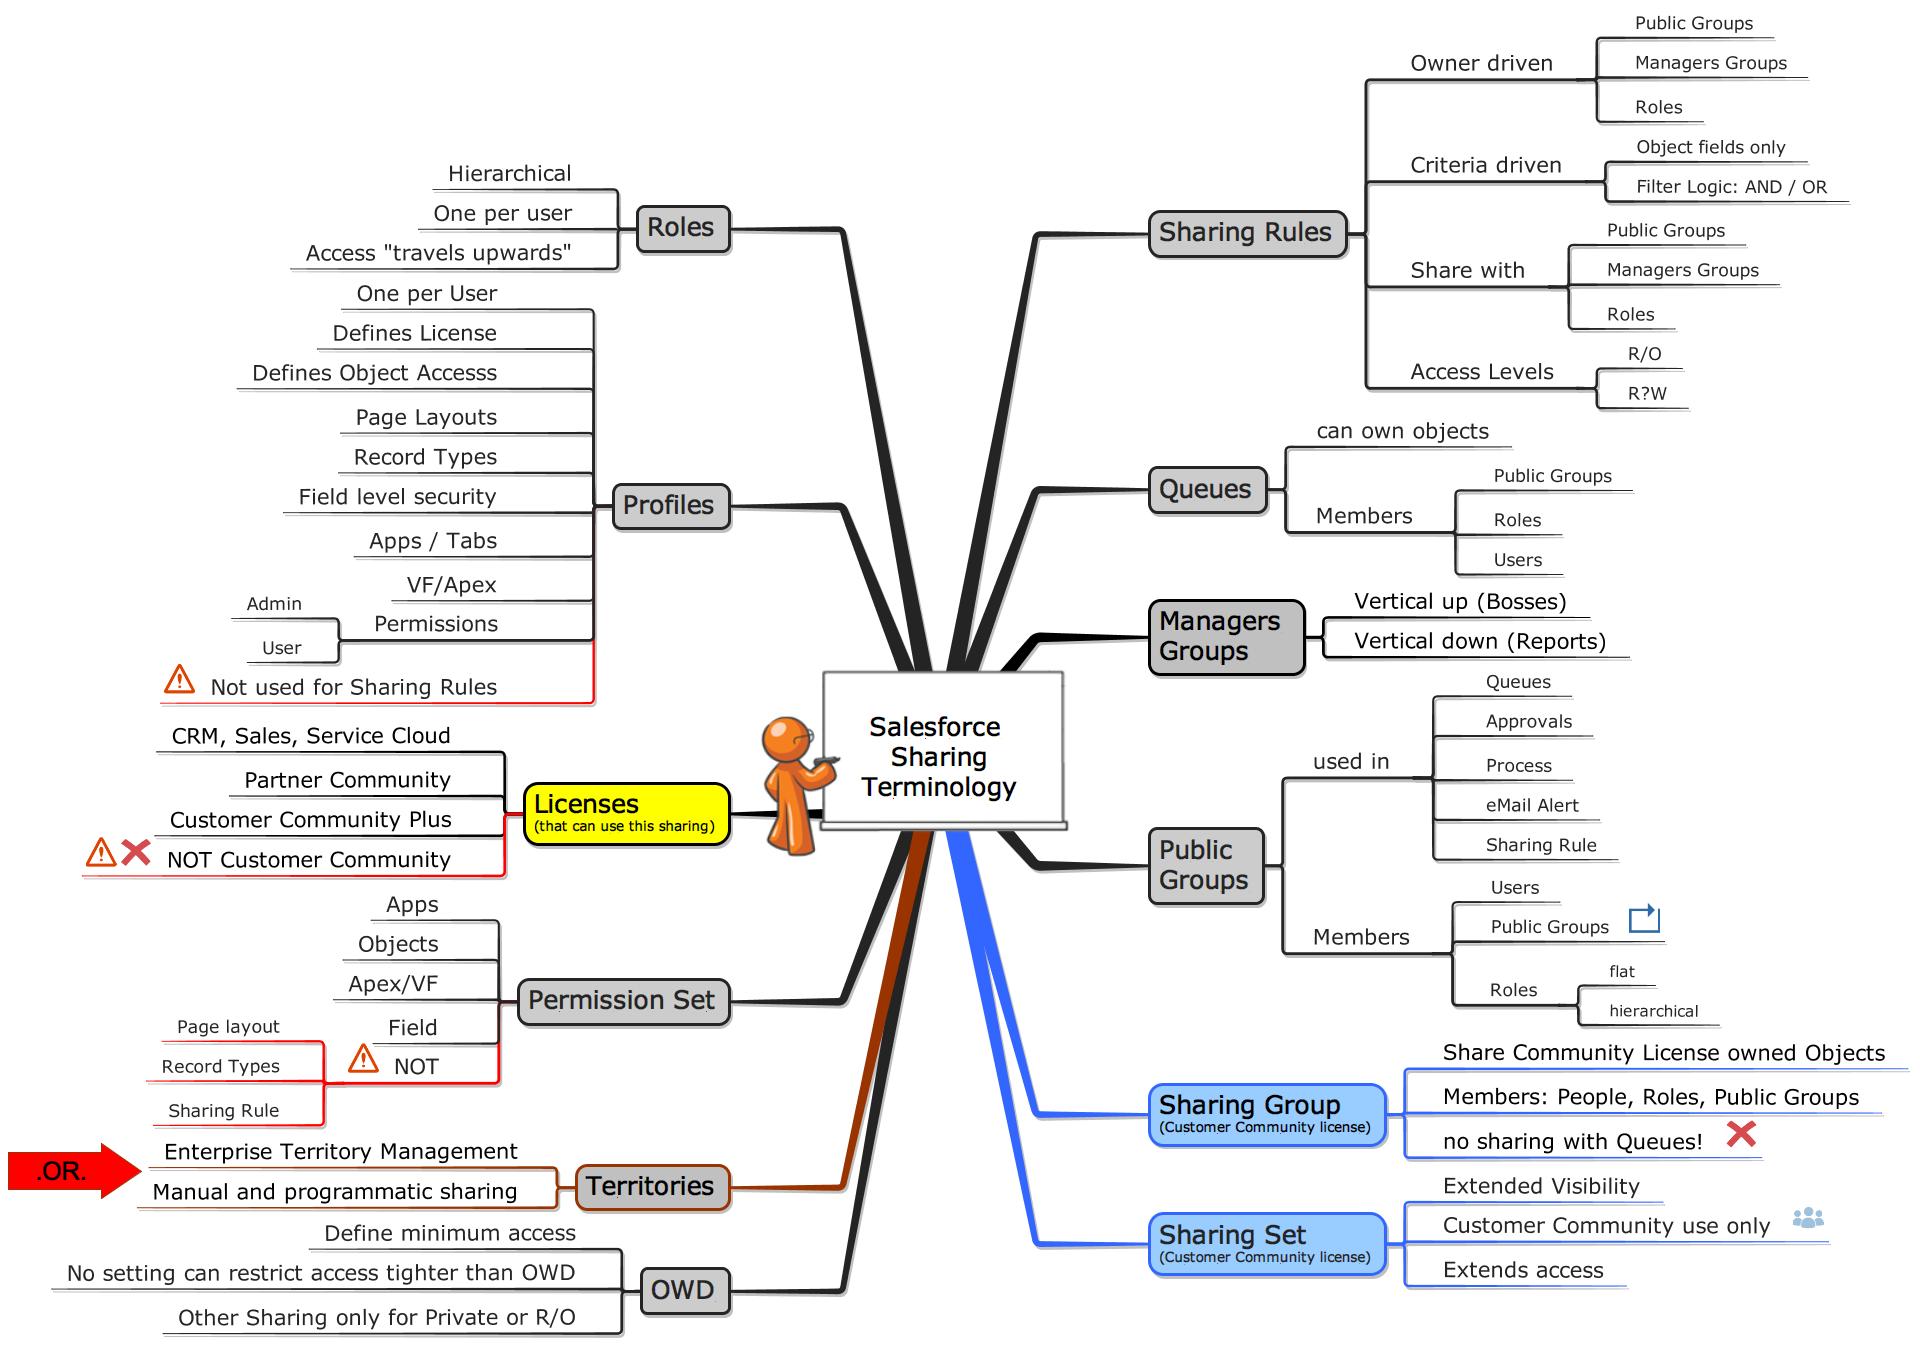 Salesforce
Sharing
Terminology
Roles
Hierarchical
One per user
Access "travels upwards"
Profiles
One per User
Defines License
Defines Object Accesss
Page Layouts
Record Types
Field level security
Apps / Tabs
VF/Apex
Permissions
Admin
User
Not used for Sharing Rules
Licenses
(that can use this sharing)
CRM, Sales, Service Cloud
Partner Community
Customer Community Plus
NOT Customer Community
Permission Set
Apps
Objects
Apex/VF
Field
NOT
Page layout
Record Types
Sharing Rule
Territories
Enterprise Territory Management
Manual and programmatic sharing
.OR.
OWD
Define minimum access
No setting can restrict access tighter than OWD
Other Sharing only for Private or R/O
Sharing Rules
Owner driven
Public Groups
Managers Groups
Roles
Criteria driven
Object fields only
Filter Logic: AND / OR
Share with
Public Groups
Managers Groups
Roles
Access Levels
R/O
R?W
Queues
can own objects
Members
Public Groups
Roles
Users
Managers
Groups
Vertical up (Bosses)
Vertical down (Reports)
Public
Groups
used in
Queues
Approvals
Process
eMail Alert
Sharing Rule
Members
Users
Public Groups
Roles
flat
hierarchical
Sharing Group
(Customer Community license)
Share Community License owned Objects
Members: People, Roles, Public Groups
no sharing with Queues!
Sharing Set
(Customer Community license)
Extended Visibility
Customer Community use only
Extends access